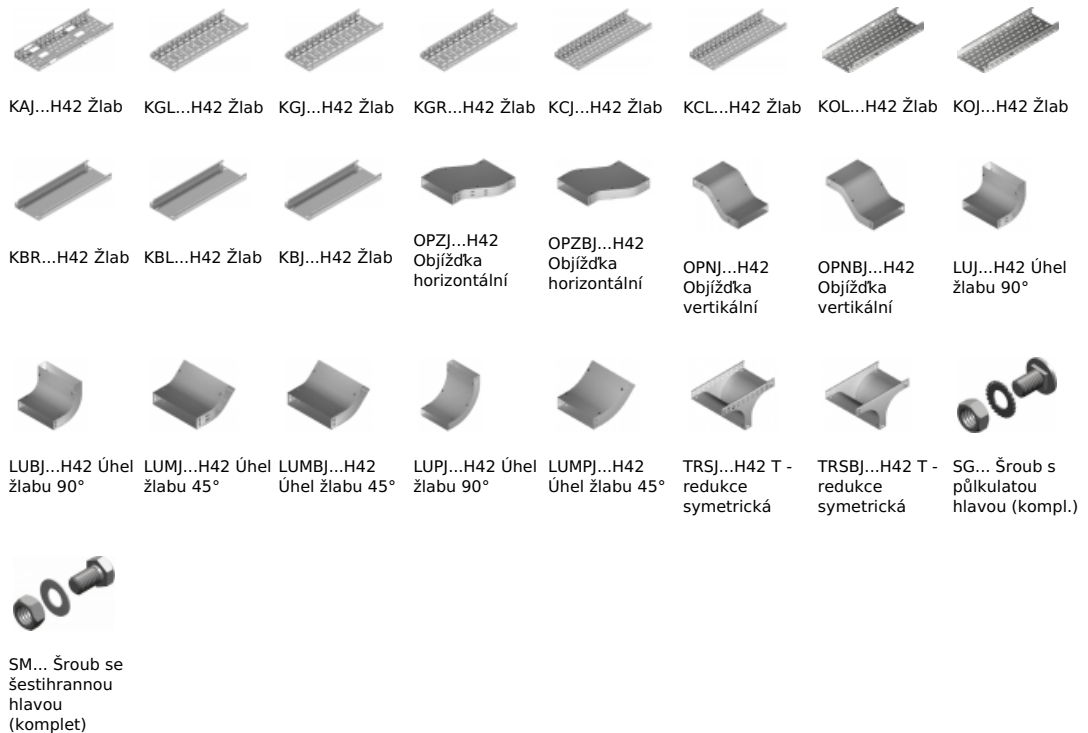 KAJ...H42 Žlab
KGL...H42 Žlab
KGJ...H42 Žlab
KGR...H42 Žlab
KCJ...H42 Žlab
KCL...H42 Žlab
KOL...H42 Žlab
KOJ...H42 Žlab
KBR...H42 Žlab
KBL...H42 Žlab
KBJ...H42 Žlab
OPZJ...H42
Objížďka
horizontální
OPZBJ...H42
Objížďka
horizontální
OPNJ...H42
Objížďka
vertikální
OPNBJ...H42
Objížďka
vertikální
LUJ...H42 Úhel
žlabu 90°
LUBJ...H42 Úhel
žlabu 90°
LUMJ...H42 Úhel
žlabu 45°
LUMBJ...H42
Úhel žlabu 45°
LUPJ...H42 Úhel
žlabu 90°
LUMPJ...H42
Úhel žlabu 45°
TRSJ...H42 T -
redukce
symetrická
TRSBJ...H42 T -
redukce
symetrická
SG... Šroub s
půlkulatou
hlavou (kompl.)
SM... Šroub se
šestihrannou
hlavou
(komplet)